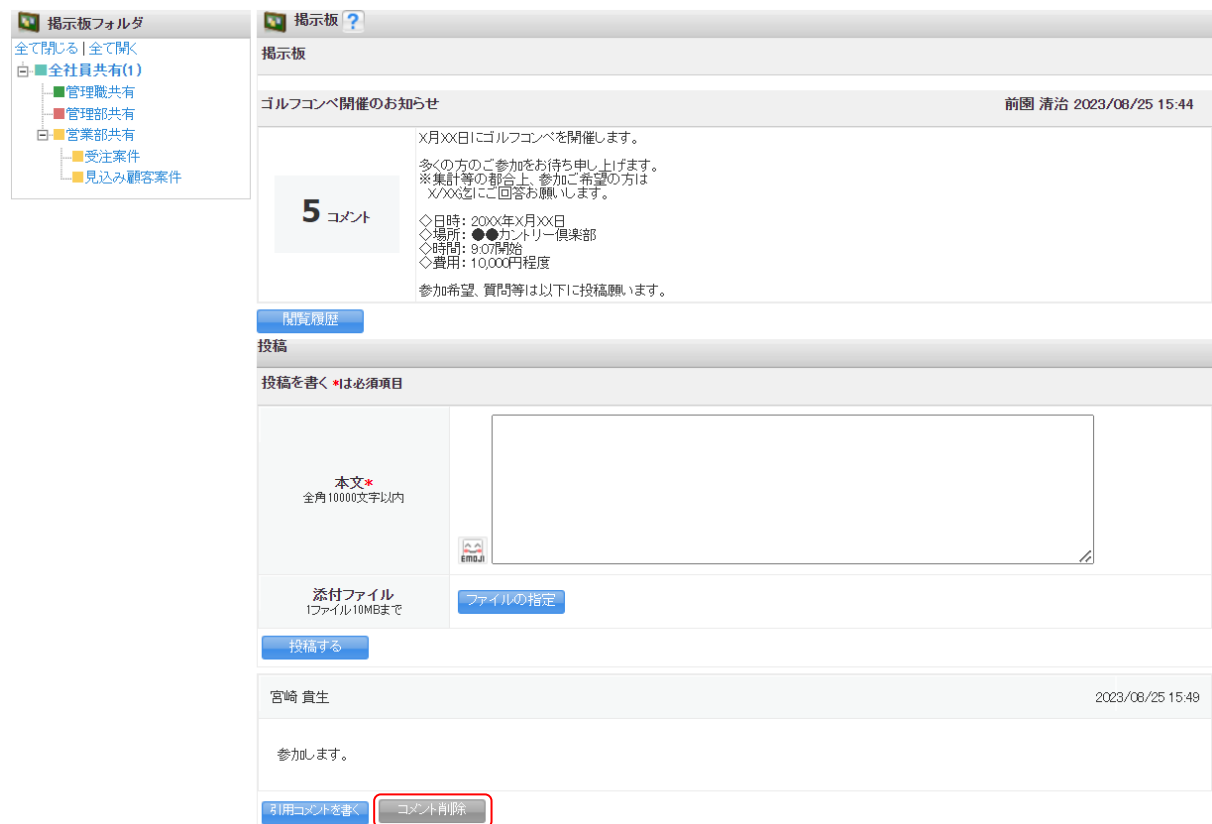 掲示板フォルダ
全て閉じる | 全て開く
全社員共有(1)
管理職共有
管理部共有
営業部共有
受注案件
見込み顧客案件
掲示板 ?
掲示板
ゴルフコンペ開催のお知らせ 前園 清治 2023/08/25 15:44
5 コメント
X月XX日にゴルフコンペを開催します。
多くの方のご参加をお待ち申し上げます。
※集計等の都合上、参加ご希望の方は
X/XX迄にご回答お願いします。
◇日時：20XX年X月XX日
◇場所：●●カントリー倶楽部
◇時間：9:07開始
◇費用：10,000円程度
参加希望、質問等は以下に投稿願います。
閲覧履歴
投稿
投稿を書く *は必須項目
本文*
全角10000文字以内
EMOJI
添付ファイル
1ファイル10MBまで
ファイルの指定
投稿する
宮崎 貴生 2023/08/25 15:49
参加します。
引用コメントを書く コメント削除